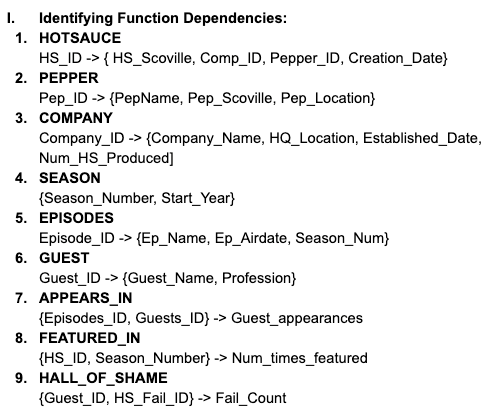 I. Identifying Function Dependencies:
1. HOTSAUCE
HS_ID -> { HS_Scoville, Comp_ID, Pepper_ID, Creation_Date}
2. PEPPER
Pep_ID -> {PepName, Pep_Scoville, Pep_Location}
3. COMPANY
Company_ID -> {Company_Name, HQ_Location, Established_Date,
Num_HS_Produced]
4. SEASON
{Season_Number, Start_Year}
5. EPISODES
Episode_ID -> {Ep_Name, Ep_Airdate, Season_Num}
6. GUEST
Guest_ID -> {Guest_Name, Profession}
7. APPEARS_IN
{Episodes_ID, Guests_ID} -> Guest_appearances
8. FEATURED_IN
{HS_ID, Season_Number} -> Num_times_featured
9. HALL_OF_SHAME
{Guest_ID, HS_Fail_ID} -> Fail_Count